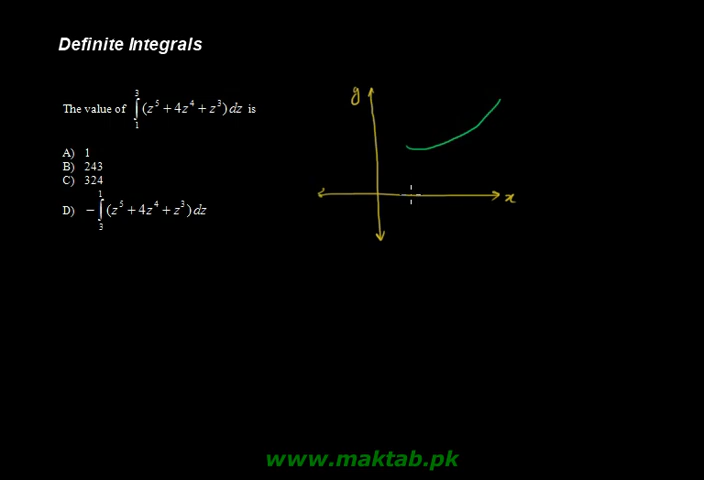 Definite Integrals
The value of ∫₁³ (z⁵ + 4z⁴ + z³) dz is
A) 1
B) 243
C) 324
D) − ∫₃¹ (z⁵ + 4z⁴ + z³) dz
y
x
www.maktab.pk